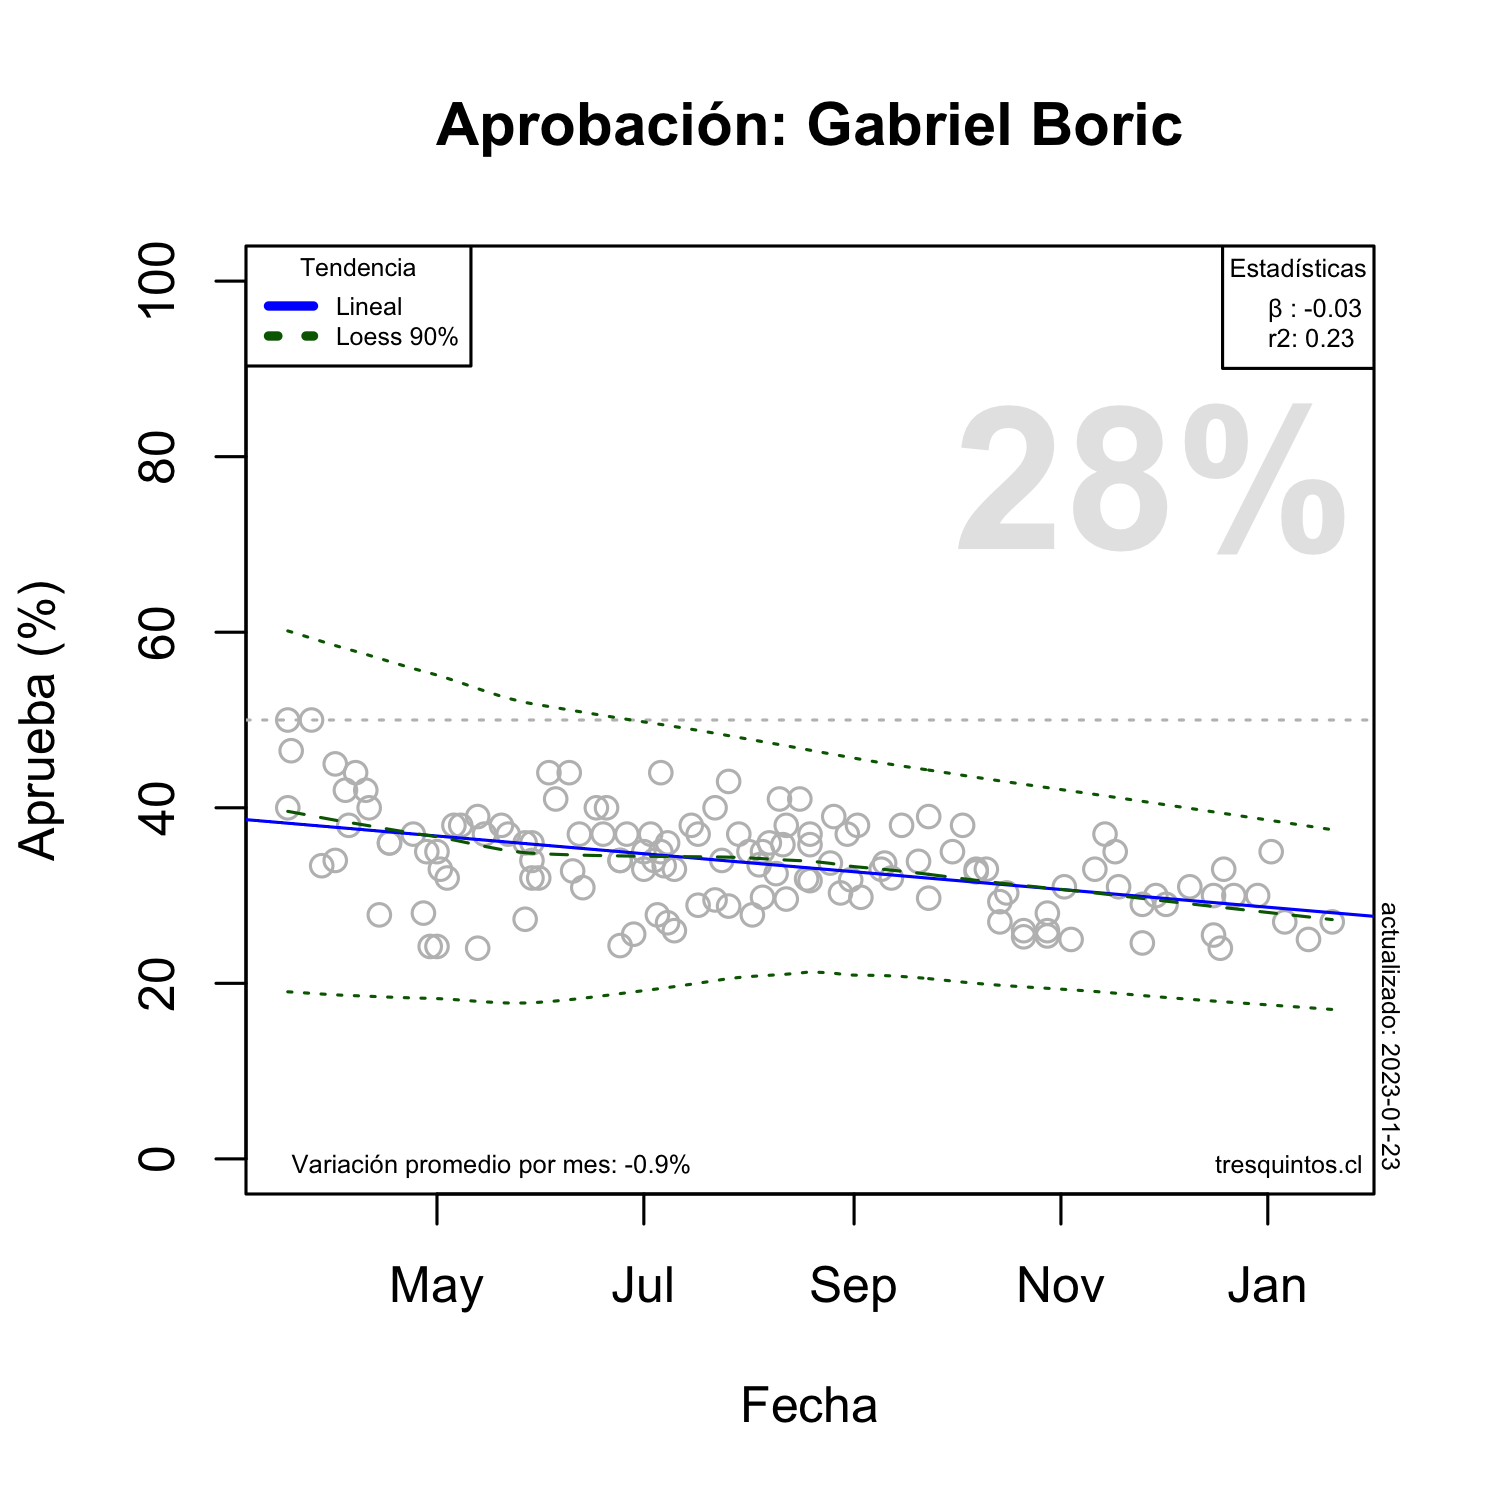 Aprobación: Gabriel Boric
Tendencia
Lineal
Loess 90%
Estadísticas
β : -0.03
r2: 0.23
28%
Aprueba (%)
100
80
60
40
20
0
Variación promedio por mes: -0.9%
tresquintos.cl
actualizado: 2023-01-23
May
Jul
Sep
Nov
Jan
Fecha